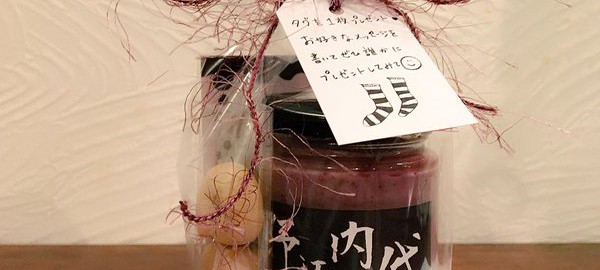 タグを1枚プレゼント
お好きなメッセージを
書いてぜひ誰かに
プレゼントしてみて
内代